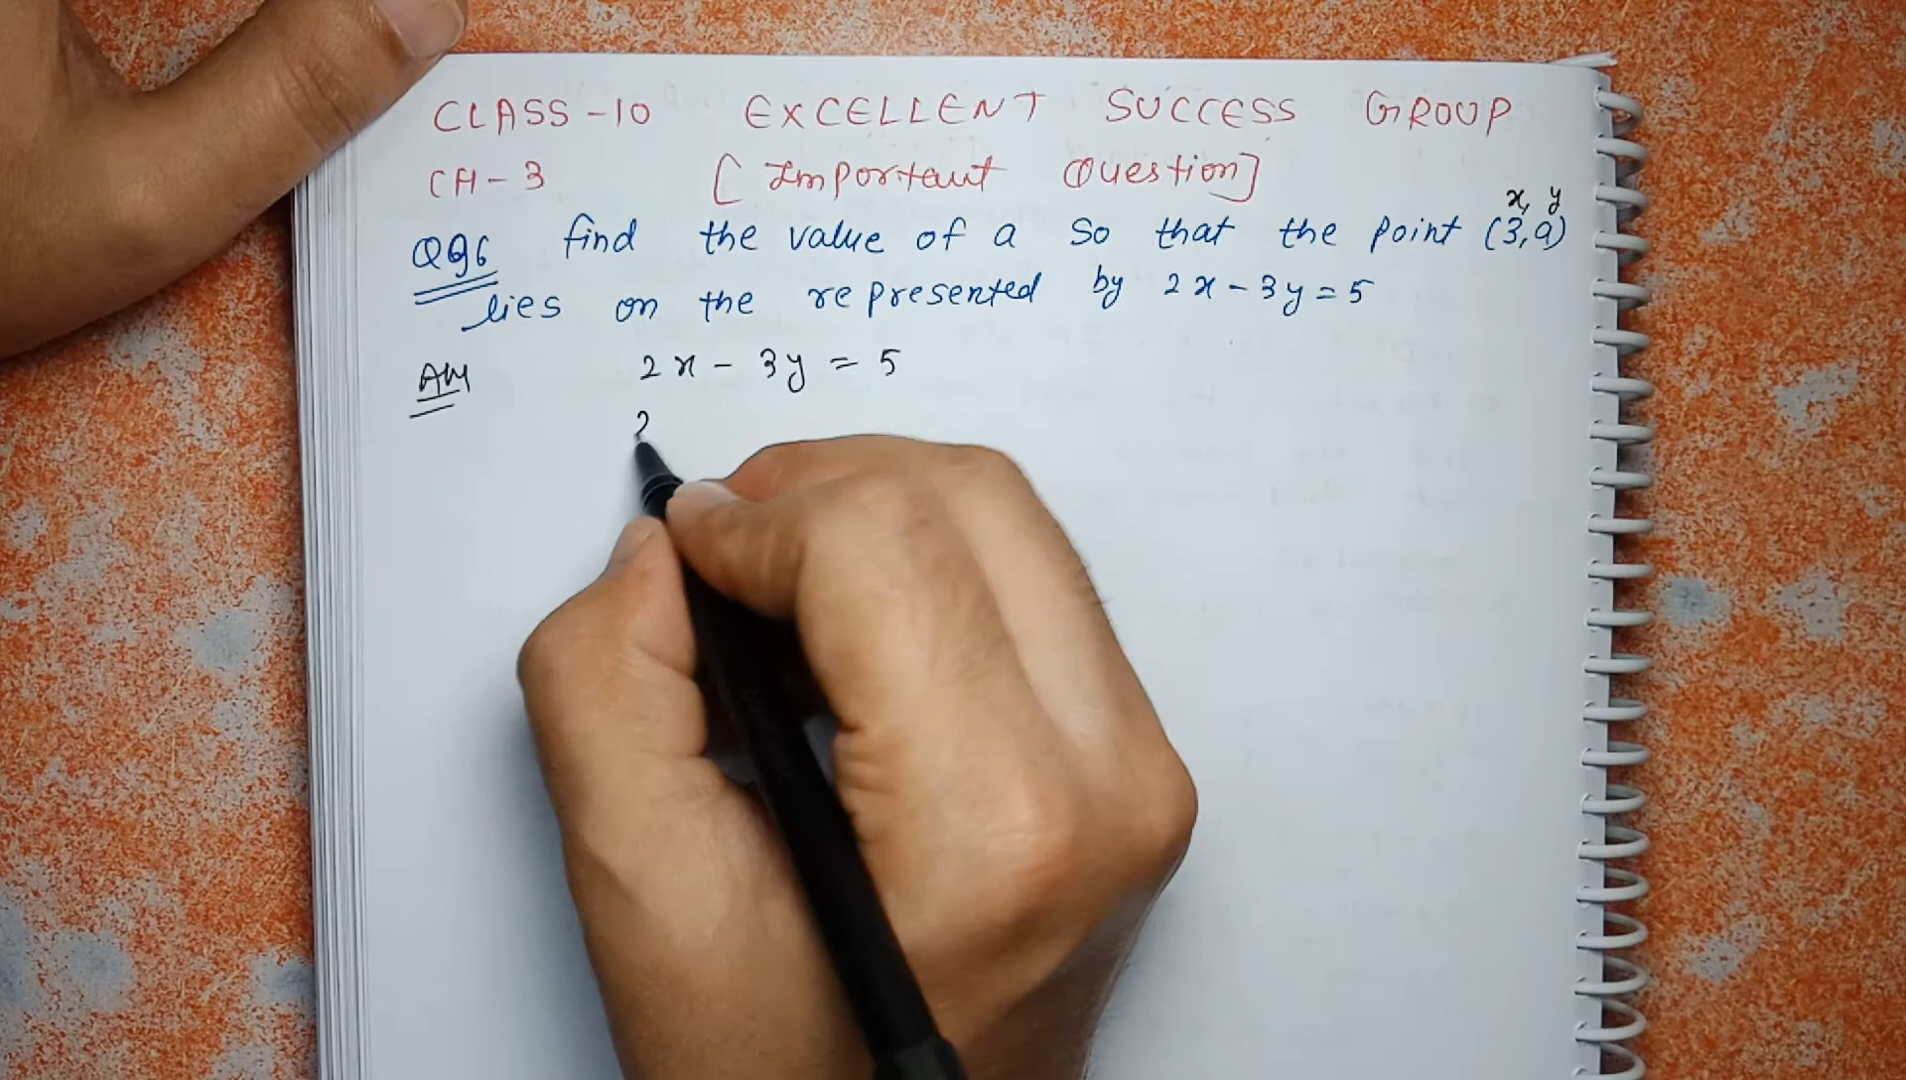 CLASS-10 EXCELLENT SUCCESS GROUP
CH-3 [Important Question]
x, y
Q96 find the value of a so that the point (3,a)
lies on the represented by 2x-3y=5
Ans 2x - 3y = 5
2